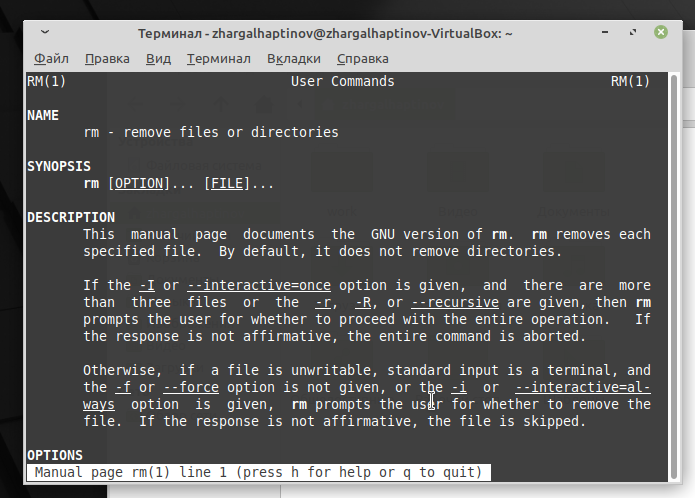 Терминал - zhargalhaptinov@zhargalhaptinov-VirtualBox: ~
Файл Правка Вид Терминал Вкладки Справка
RM(1) User Commands RM(1)
NAME
rm - remove files or directories
SYNOPSIS
rm [OPTION]... [FILE]...
DESCRIPTION
This manual page documents the GNU version of rm. rm removes each
specified file. By default, it does not remove directories.
If the -I or --interactive=once option is given, and there are more
than three files or the -r, -R, or --recursive are given, then rm
prompts the user for whether to proceed with the entire operation. If
the response is not affirmative, the entire command is aborted.
Otherwise, if a file is unwritable, standard input is a terminal, and
the -f or --force option is not given, or the -i or --interactive=al-
ways option is given, rm prompts the user for whether to remove the
file. If the response is not affirmative, the file is skipped.
OPTIONS
Manual page rm(1) line 1 (press h for help or q to quit)